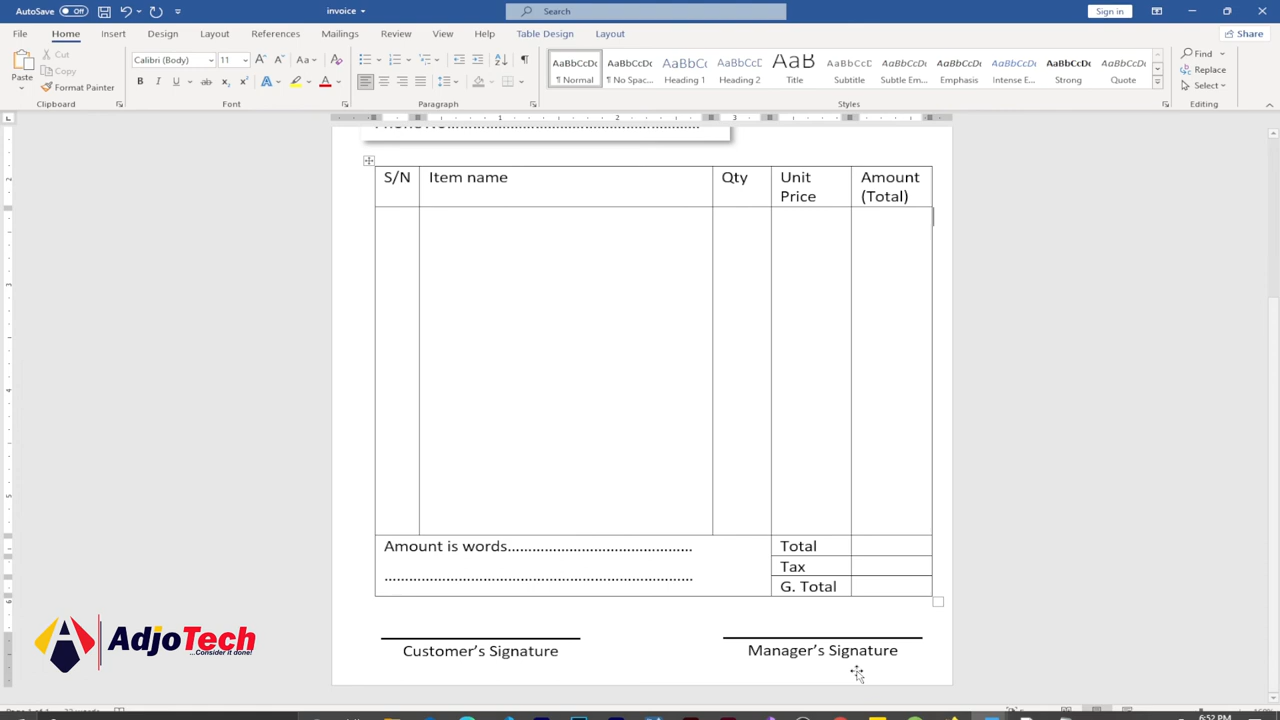 AutoSave Off invoice Search Sign in
File Home Insert Design Layout References Mailings Review View Help Table Design Layout Share
Paste Cut Copy Format Painter
Calibri (Body) 11
AaBbCcDc AaBbCcDc AaBbCc AaBbCcD AaB AaBbCcD AaBbCcDc AaBbCcDc AaBbCcDc AaBbCcDc AaBbCcDc
¶ Normal ¶ No Spac... Heading 1 Heading 2 Title Subtitle Subtle Em... Emphasis Intense E... Strong Quote
Find Replace Select
Clipboard Font Paragraph Styles Editing
S/N Item name Qty Unit Price Amount (Total)
Amount is words............................................
............................................................
Total
Tax
G. Total
Customer's Signature Manager's Signature
AdjoTech
...Consider it done!
6:52 PM